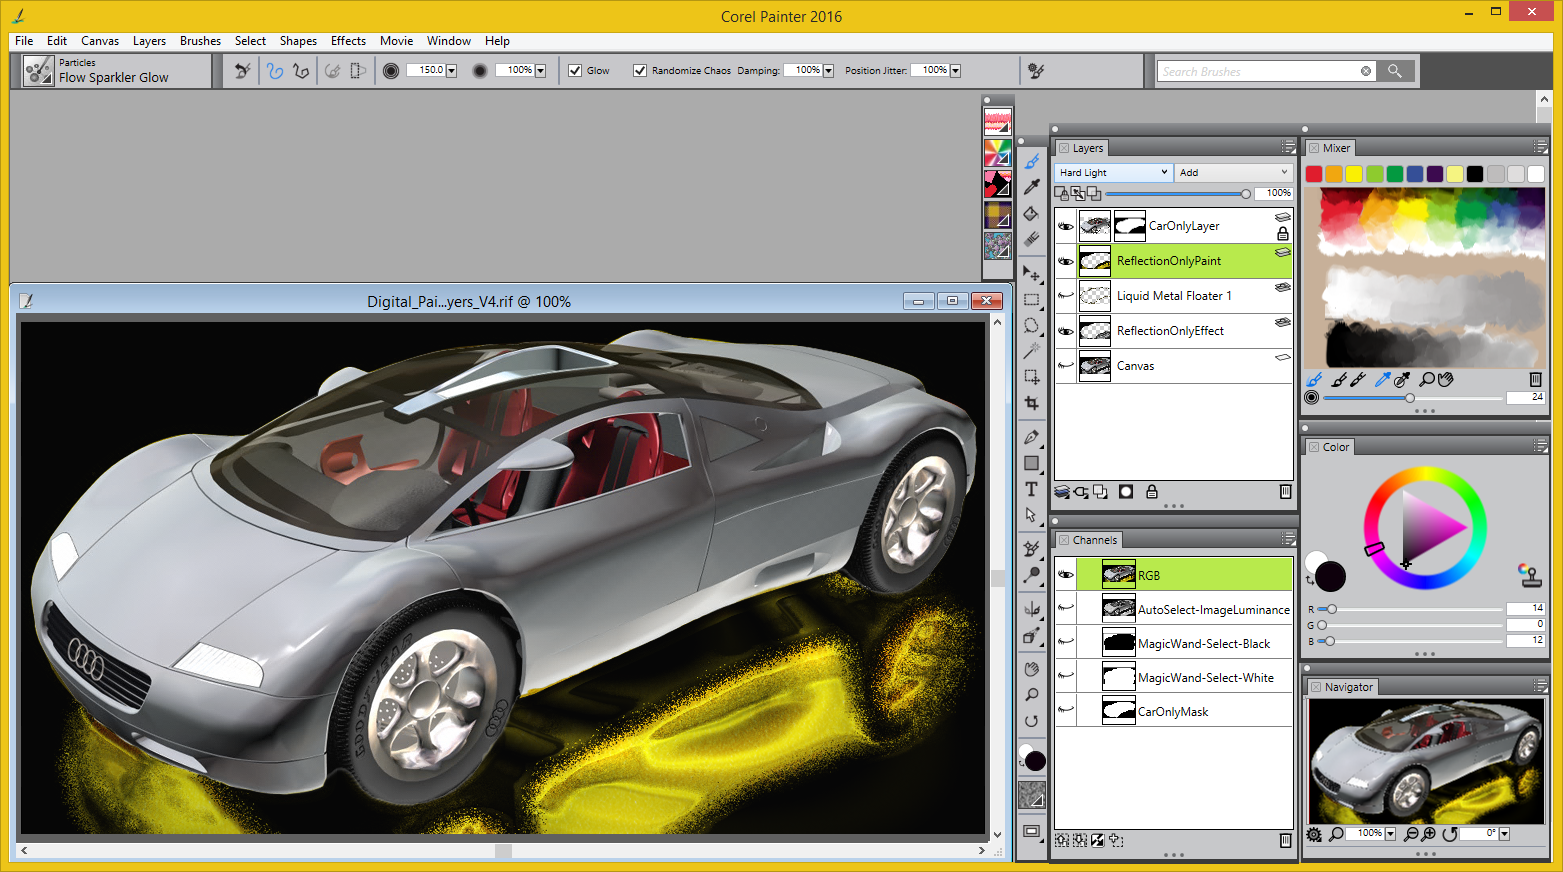 Corel Painter 2016
File Edit Canvas Layers Brushes Select Shapes Effects Movie Window Help
Particles
Flow Sparkler Glow
150.0
100%
Glow
Randomize Chaos
Damping: 100%
Position Jitter: 100%
Search Brushes
Digital_Pai...yers_V4.rif @ 100%
Layers
Hard Light
Add
100%
CarOnlyLayer
ReflectionOnlyPaint
Liquid Metal Floater 1
ReflectionOnlyEffect
Canvas
Channels
RGB
AutoSelect-ImageLuminance
MagicWand-Select-Black
MagicWand-Select-White
CarOnlyMask
Mixer
24
Color
R 14
G 0
B 12
Navigator
100%
0°
T